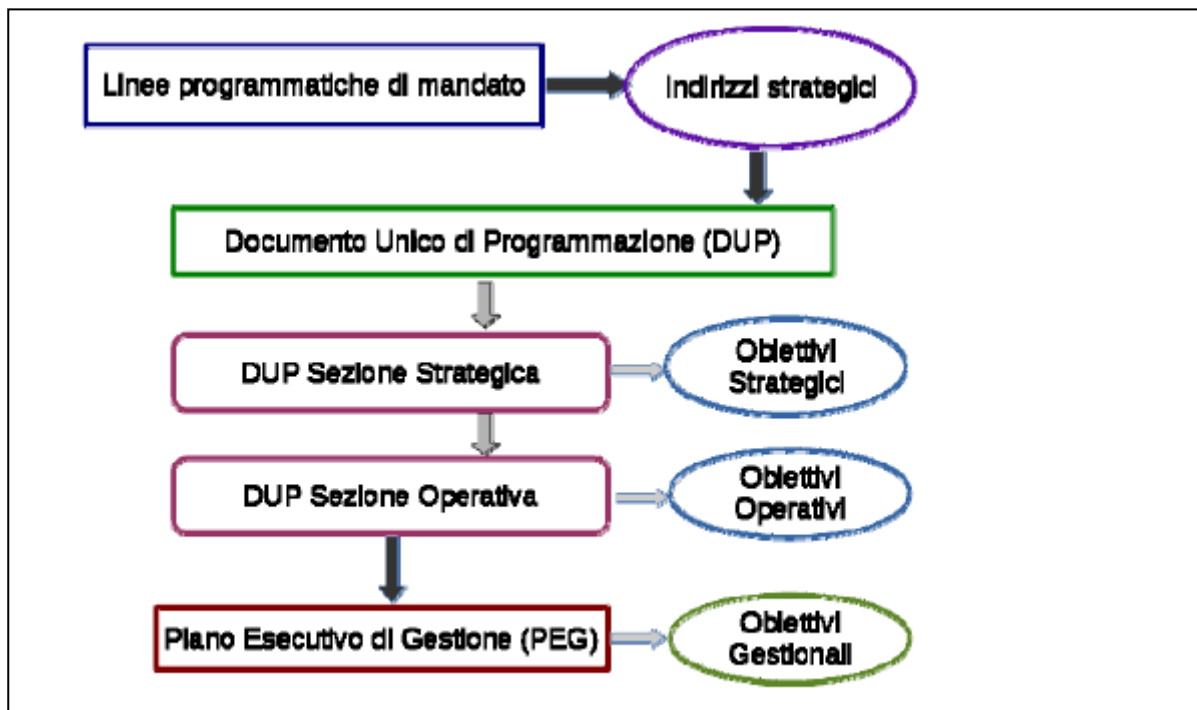 Linee programmatiche di mandato
Indirizzi strategici
Documento Unico di Programmazione (DUP)
DUP Sezione Strategica
Obiettivi
Strategici
DUP Sezione Operativa
Obiettivi
Operativi
Piano Esecutivo di Gestione (PEG)
Obiettivi
Gestionali